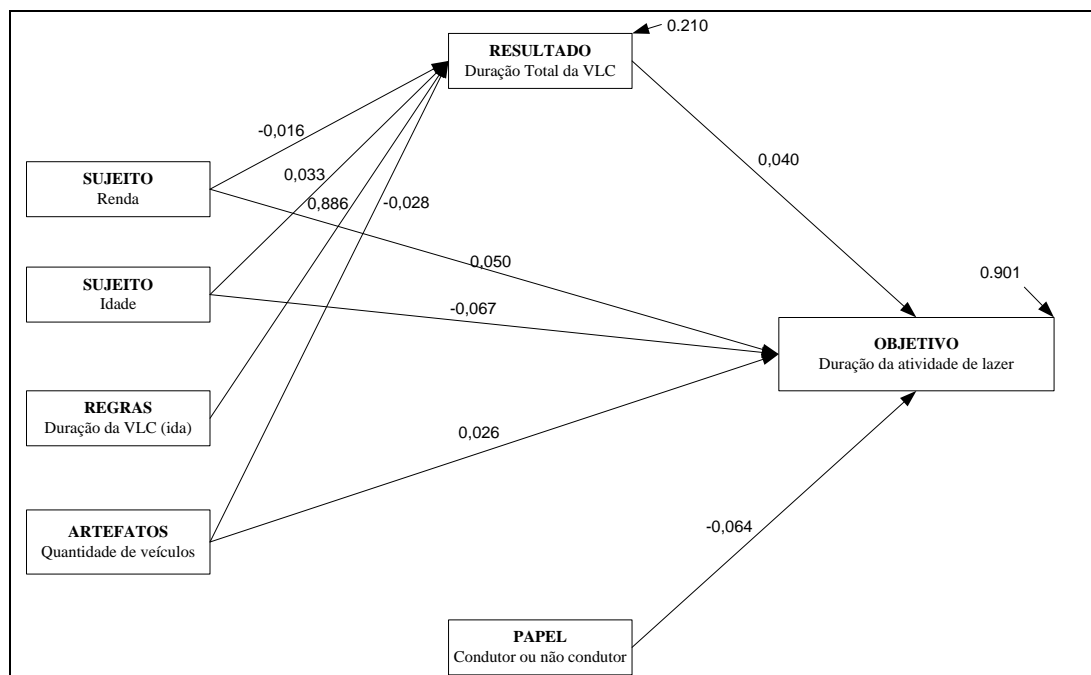 0.210
RESULTADO
Duração Total da VLC
-0,016
0,040
SUJEITO
Renda
0,033
0,886
-0,028
0,050
SUJEITO
Idade
-0,067
0.901
OBJETIVO
Duração da atividade de lazer
REGRAS
Duração da VLC (ida)
0,026
ARTEFATOS
Quantidade de veículos
-0,064
PAPEL
Condutor ou não condutor